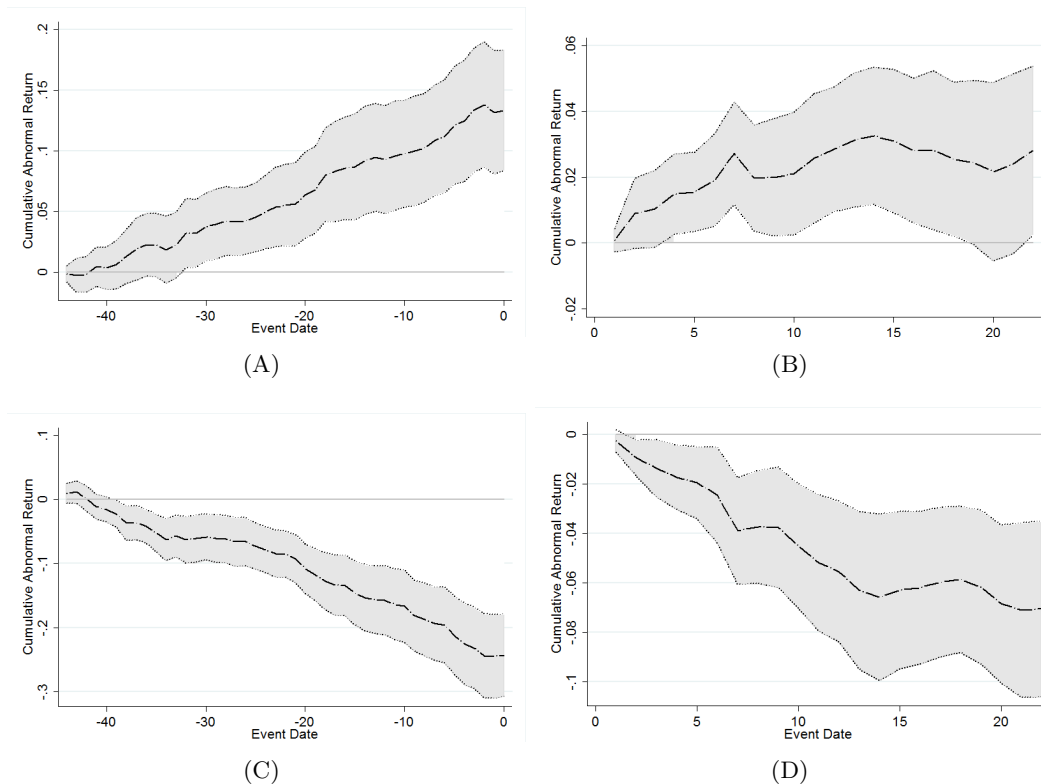 Cumulative Abnormal Return
0 .05 .1 .15 .2
-40 -30 -20 -10 0
Event Date
(A)
Cumulative Abnormal Return
-.02 0 .02 .04 .06
0 5 10 15 20
(B)
Cumulative Abnormal Return
-.3 -.2 -.1 0 .1
-40 -30 -20 -10 0
Event Date
(C)
Cumulative Abnormal Return
-.1 -.08 -.06 -.04 -.02 0
0 5 10 15 20
Event Date
(D)